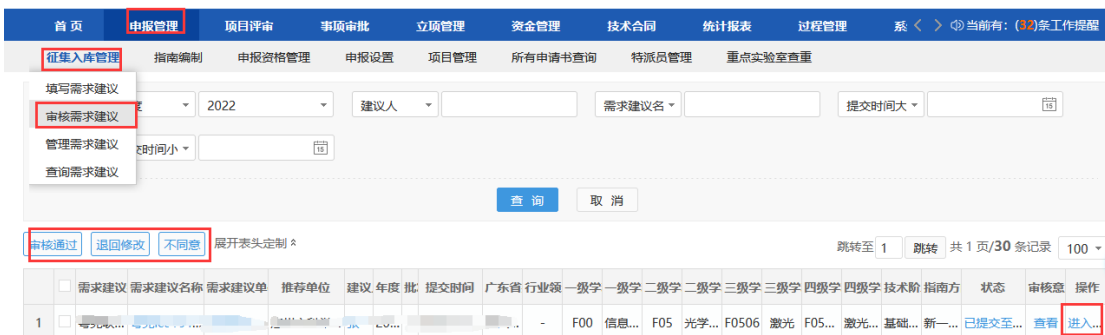 首 页 申报管理 项目评审 事项审批 立项管理 资金管理 技术合同 统计报表 过程管理 系 当前有：(32)条工作提醒
征集入库管理 指南编制 申报资格管理 申报设置 项目管理 所有申请书查询 特派员管理 重点实验室查重
填写需求建议
度 2022 建议人 需求建议名 提交时间大
审核需求建议
管理需求建议
交时间小
查询需求建议
查 询 取 消
审核通过 退回修改 不同意 展开表头定制 跳转至 1 跳转 共 1 页/30 条记录 100
需求建议 需求建议名称 需求建议单 推荐单位 建议 年度 批 提交时间 广东省 行业领 一级学 一级学 二级学 二级学 三级学 三级学 四级学 四级学 技术阶 指南方 状态 审核意 操作
1 - F00 信息... F05 光学... F0506 激光 F05... 激光... 基础... 新一... 已提交至... 查看 进入...